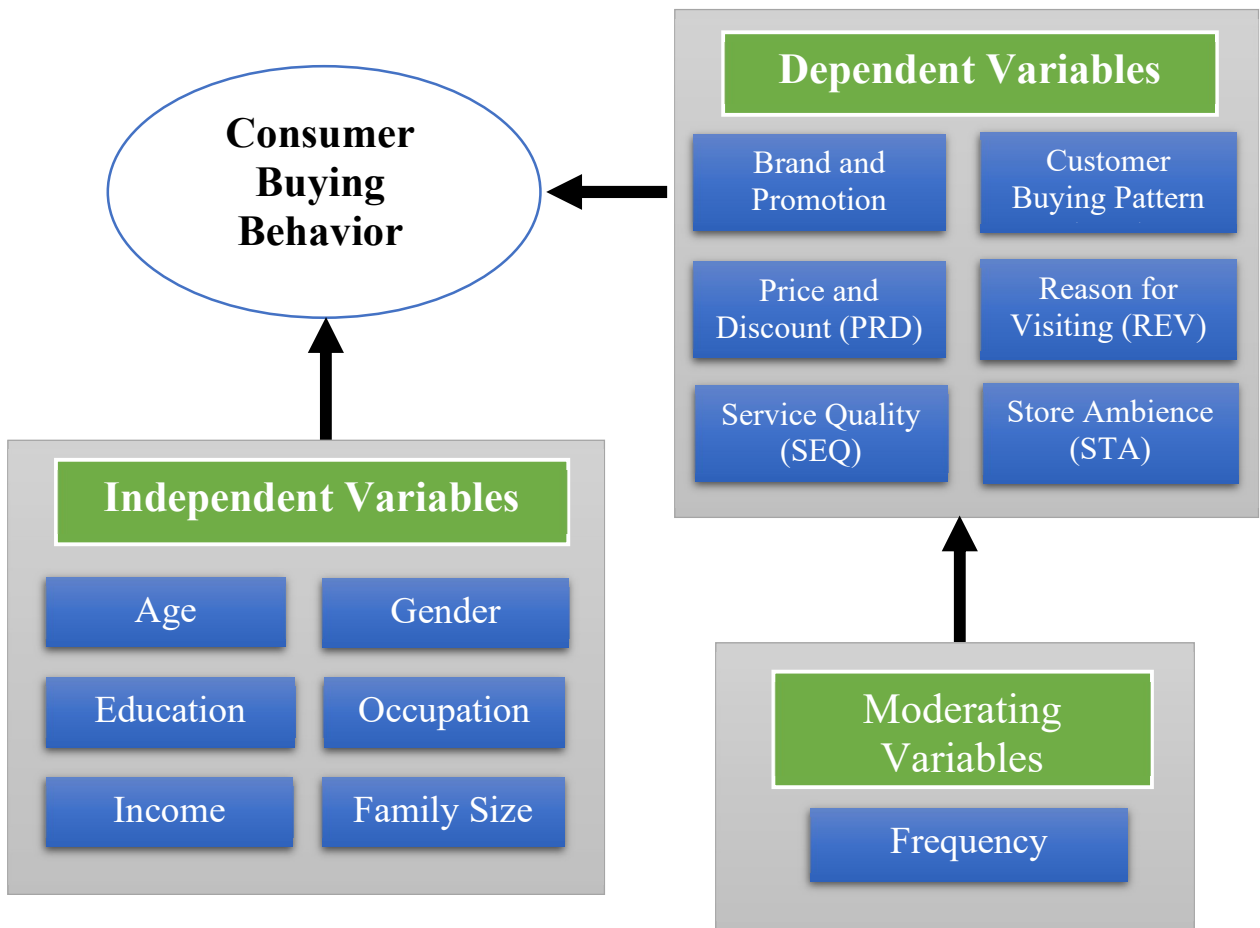 Consumer
Buying
Behavior
Dependent Variables
Brand and
Promotion
Customer
Buying Pattern
Price and
Discount (PRD)
Reason for
Visiting (REV)
Service Quality
(SEQ)
Store Ambience
(STA)
Independent Variables
Age
Gender
Education
Occupation
Income
Family Size
Moderating
Variables
Frequency